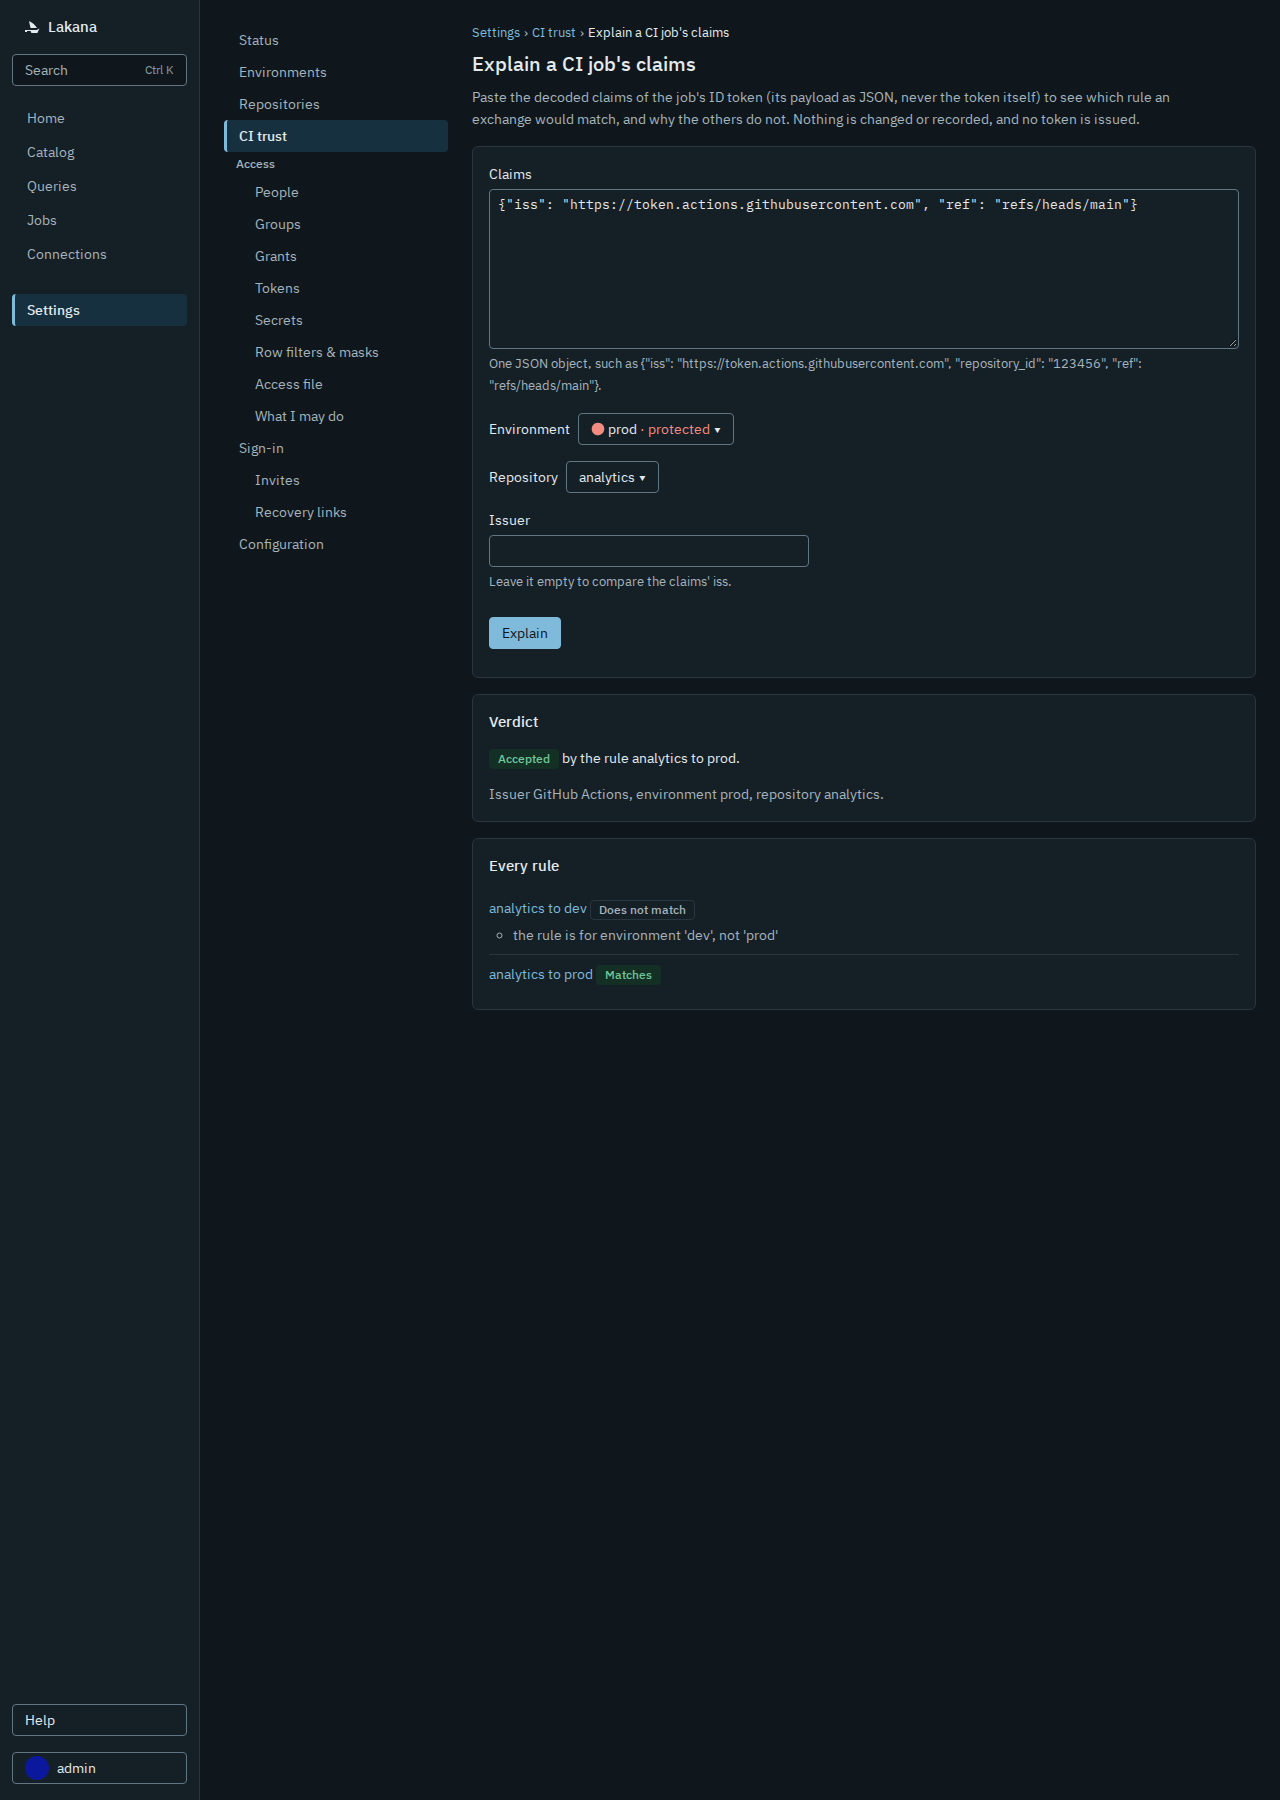 Lakana
Search Ctrl K
Home
Catalog
Queries
Jobs
Connections
Settings
Help
admin
Status
Environments
Repositories
CI trust
Access
People
Groups
Grants
Tokens
Secrets
Row filters & masks
Access file
What I may do
Sign-in
Invites
Recovery links
Configuration
Settings › CI trust › Explain a CI job's claims
Explain a CI job's claims
Paste the decoded claims of the job's ID token (its payload as JSON, never the token itself) to see which rule an
exchange would match, and why the others do not. Nothing is changed or recorded, and no token is issued.
Claims
{"iss": "https://token.actions.githubusercontent.com", "ref": "refs/heads/main"}
One JSON object, such as {"iss": "https://token.actions.githubusercontent.com", "repository_id": "123456", "ref":
"refs/heads/main"}.
Environment prod · protected ▾
Repository analytics ▾
Issuer
Leave it empty to compare the claims' iss.
Explain
Verdict
Accepted by the rule analytics to prod.
Issuer GitHub Actions, environment prod, repository analytics.
Every rule
analytics to dev Does not match
the rule is for environment 'dev', not 'prod'
analytics to prod Matches